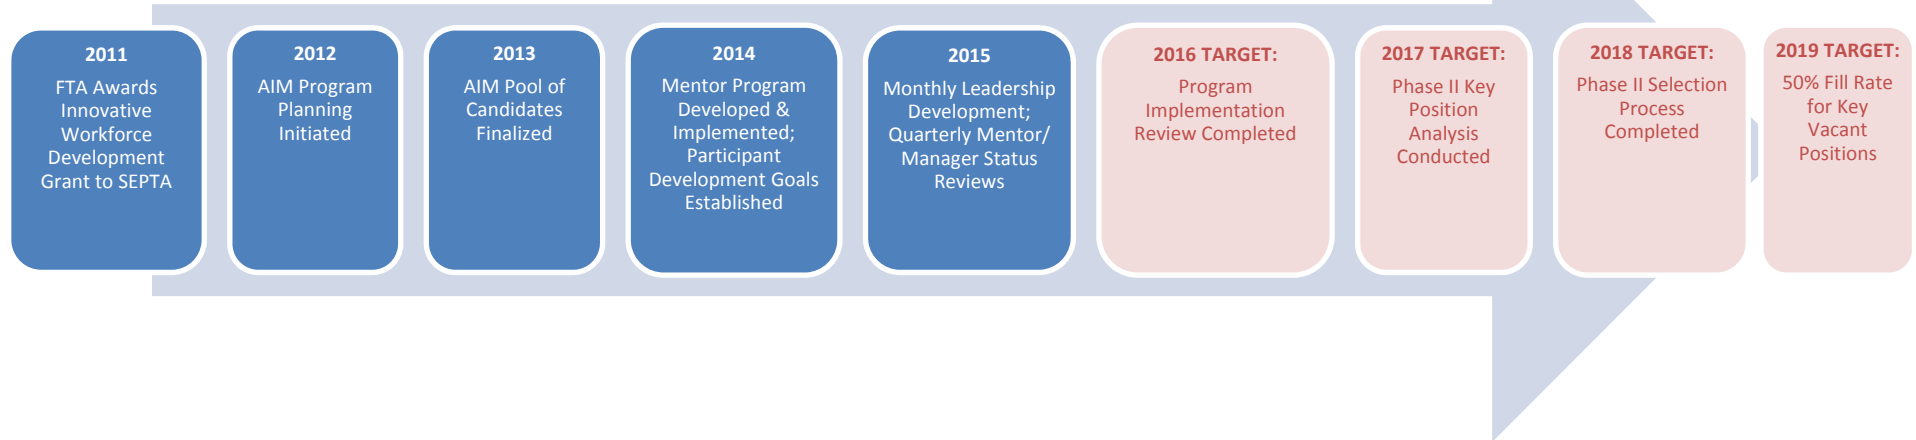 2011
FTA Awards
Innovative
Workforce
Development
Grant to SEPTA
2012
AIM Program
Planning
Initiated
2013
AIM Pool of
Candidates
Finalized
2014
Mentor Program
Developed &
Implemented;
Participant
Development Goals
Established
2015
Monthly Leadership
Development;
Quarterly Mentor/
Manager Status
Reviews
2016 TARGET:
Program
Implementation
Review Completed
2017 TARGET:
Phase II Key
Position
Analysis
Conducted
2018 TARGET:
Phase II Selection
Process
Completed
2019 TARGET:
50% Fill Rate
for Key
Vacant
Positions